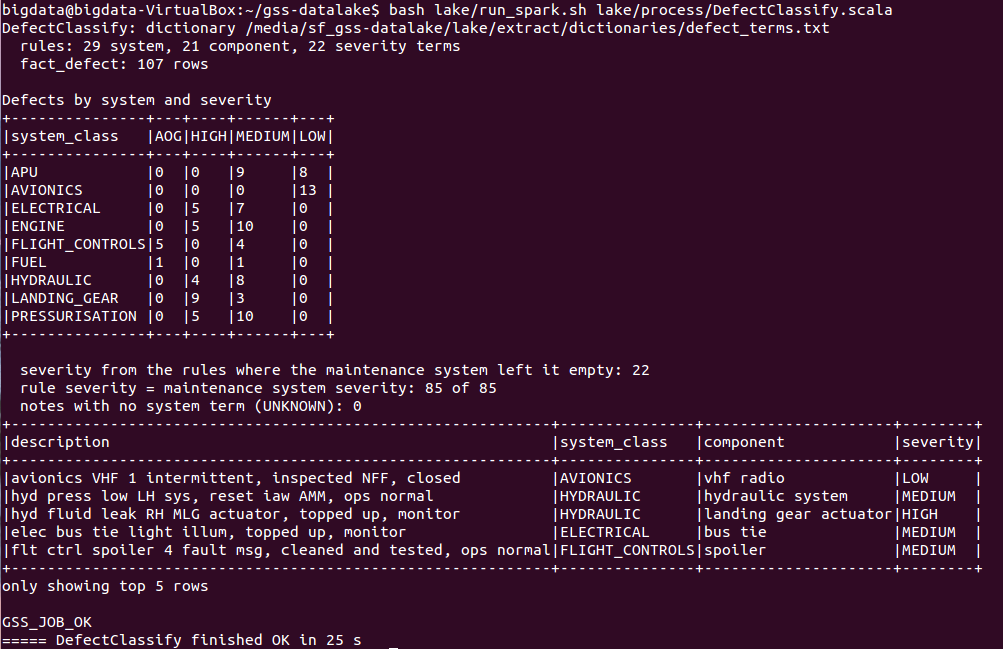 bigdata@bigdata-VirtualBox:~/gss-datalake$ bash lake/run_spark.sh lake/process/DefectClassify.scala
DefectClassify: dictionary /media/sf_gss-datalake/lake/extract/dictionaries/defect_terms.txt
  rules: 29 system, 21 component, 22 severity terms
  fact_defect: 107 rows

Defects by system and severity
+---------------+---+----+------+---+
|system_class   |AOG|HIGH|MEDIUM|LOW|
+---------------+---+----+------+---+
|APU            |0  |0   |9     |8  |
|AVIONICS       |0  |0   |0     |13 |
|ELECTRICAL     |0  |5   |7     |0  |
|ENGINE         |0  |5   |10    |0  |
|FLIGHT_CONTROLS|5  |0   |4     |0  |
|FUEL           |1  |0   |1     |0  |
|HYDRAULIC      |0  |4   |8     |0  |
|LANDING_GEAR   |0  |9   |3     |0  |
|PRESSURISATION |0  |5   |10    |0  |
+---------------+---+----+------+---+

  severity from the rules where the maintenance system left it empty: 22
  rule severity = maintenance system severity: 85 of 85
  notes with no system term (UNKNOWN): 0
+------------------------------------------------------------+---------------+---------------------+--------+
|description                                                 |system_class   |component            |severity|
+------------------------------------------------------------+---------------+---------------------+--------+
|avionics VHF 1 intermittent, inspected NFF, closed          |AVIONICS       |vhf radio            |LOW     |
|hyd press low LH sys, reset iaw AMM, ops normal             |HYDRAULIC      |hydraulic system     |MEDIUM  |
|hyd fluid leak RH MLG actuator, topped up, monitor          |HYDRAULIC      |landing gear actuator|HIGH    |
|elec bus tie light illum, topped up, monitor                |ELECTRICAL     |bus tie              |MEDIUM  |
|flt ctrl spoiler 4 fault msg, cleaned and tested, ops normal|FLIGHT_CONTROLS|spoiler              |MEDIUM  |
+------------------------------------------------------------+---------------+---------------------+--------+
only showing top 5 rows

GSS_JOB_OK
===== DefectClassify finished OK in 25 s